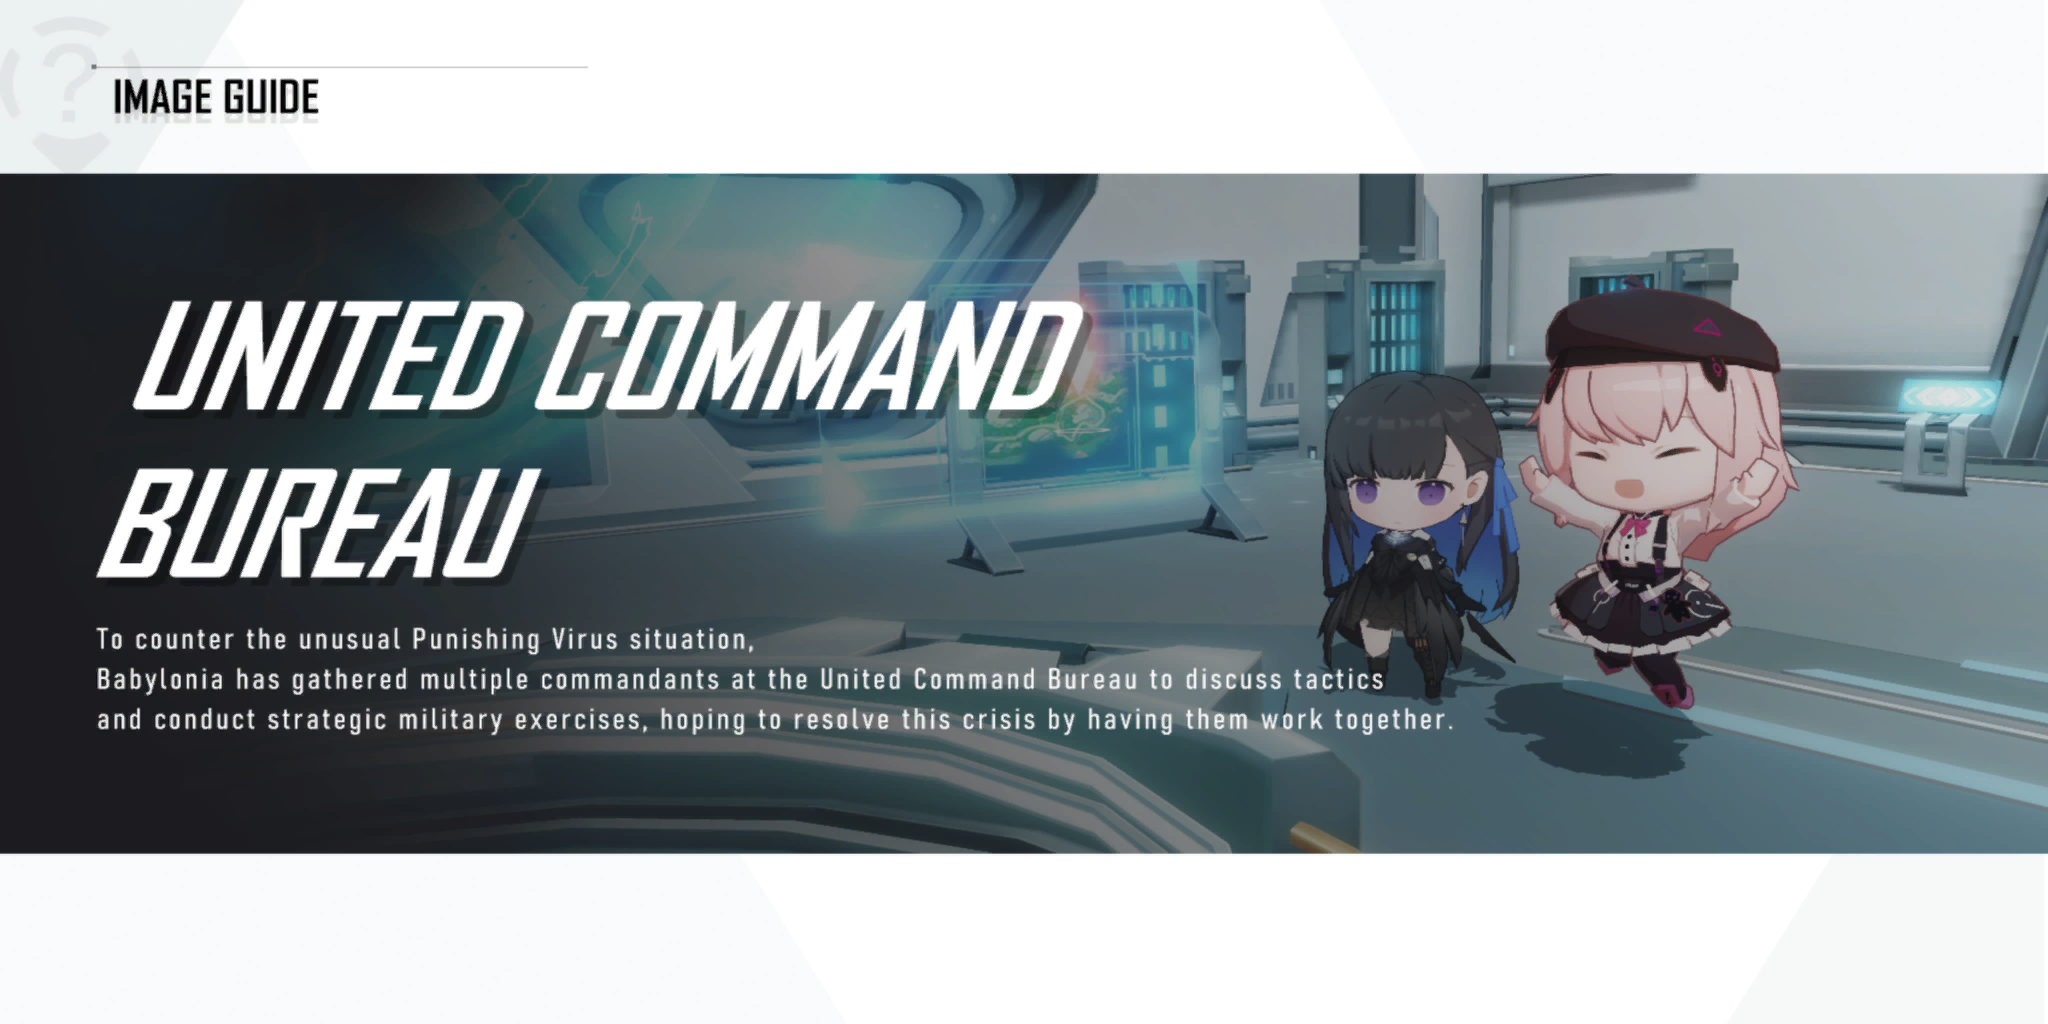 IMAGE GUIDE
UNITED COMMAND
BUREAU
To counter the unusual Punishing Virus situation,
Babylonia has gathered multiple commandants at the United Command Bureau to discuss tactics
and conduct strategic military exercises, hoping to resolve this crisis by having them work together.